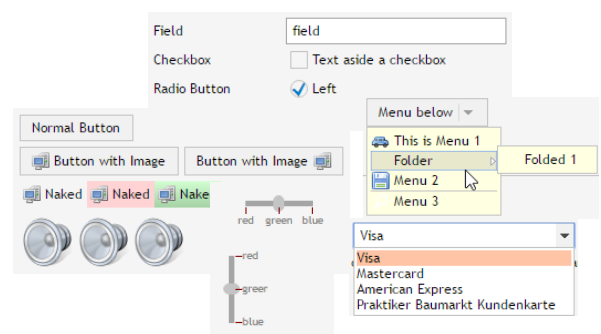 Field
field
Checkbox
Text aside a checkbox
Radio Button
Left
Menu below
This is Menu 1
Folder
Folded 1
Menu 2
Menu 3
Normal Button
Button with Image
Button with Image
Naked
Naked
Nake
red green blue
red
greer
blue
Visa
Visa
Mastercard
American Express
Praktiker Baumarkt Kundenkarte